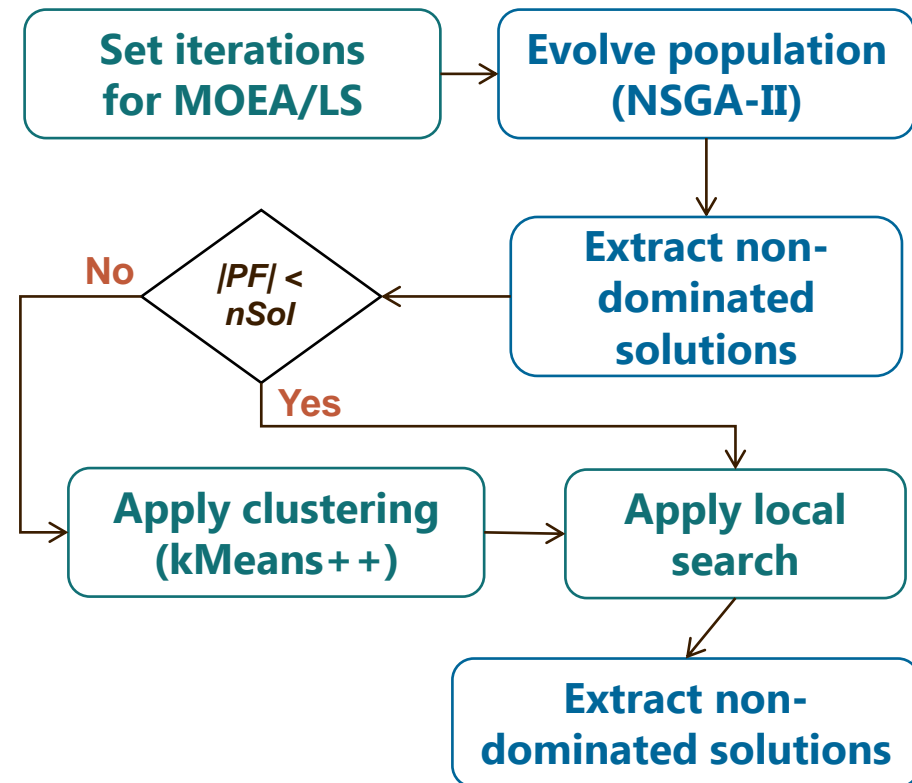 Set iterations
for MOEA/LS
Evolve population
(NSGA-II)
Extract non-
dominated
solutions
|PF| <
nSol
No
Yes
Apply clustering
(kMeans++)
Apply local
search
Extract non-
dominated solutions